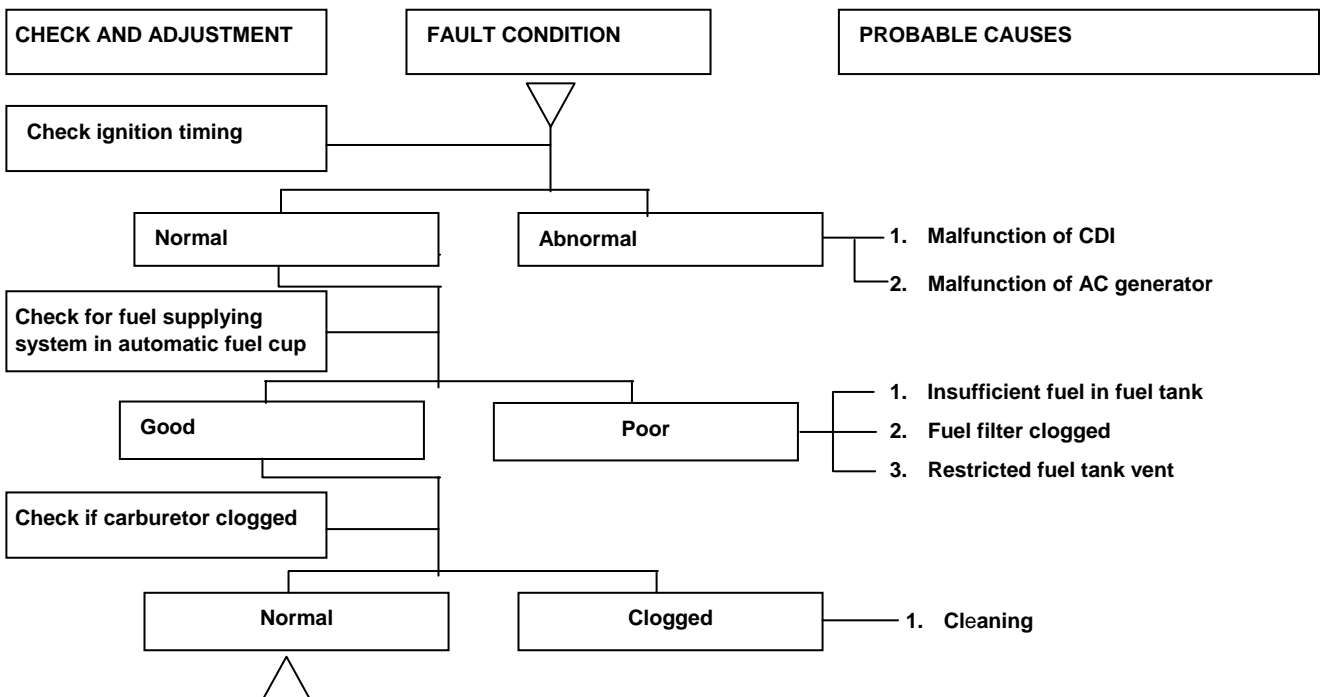 CHECK AND ADJUSTMENT
FAULT CONDITION
PROBABLE CAUSES
Check ignition timing
Normal
Abnormal
1. Malfunction of CDI
2. Malfunction of AC generator
Check for fuel supplying
system in automatic fuel cup
Good
Poor
1. Insufficient fuel in fuel tank
2. Fuel filter clogged
3. Restricted fuel tank vent
Check if carburetor clogged
Normal
Clogged
1. Cleaning